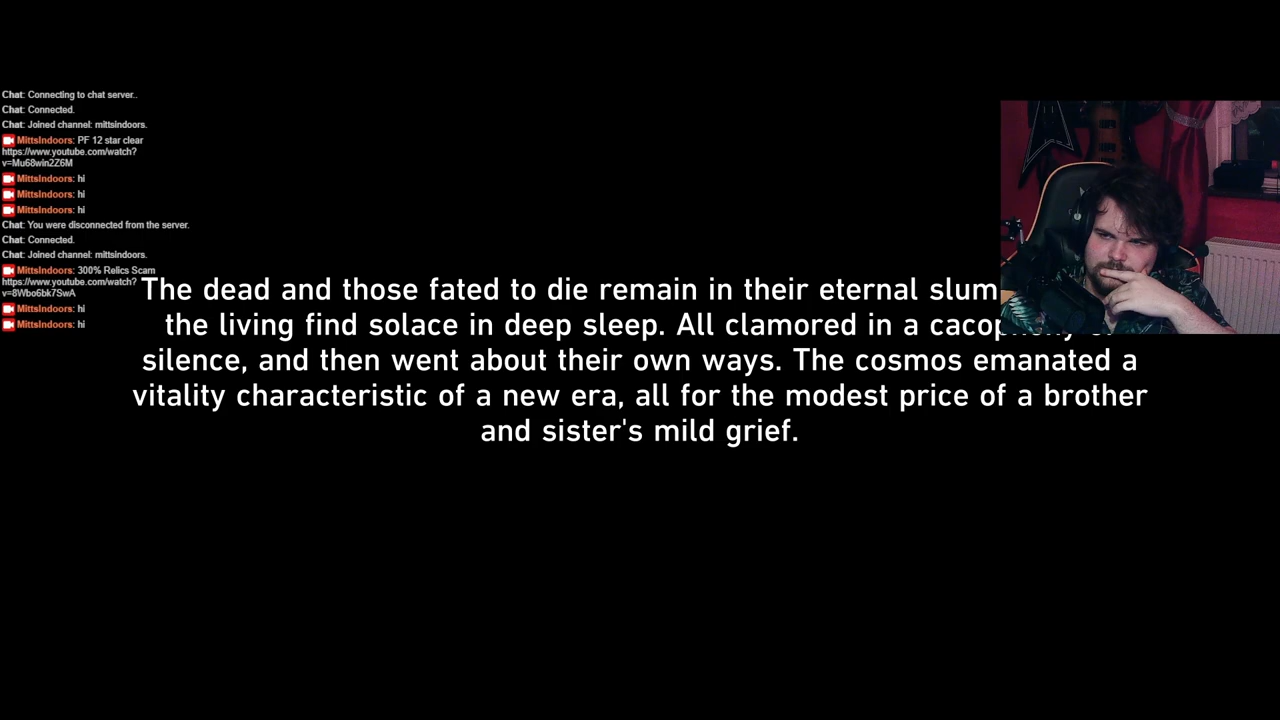 Chat: Connecting to chat server..
Chat: Connected.
Chat: Joined channel: mittsindoors.
MittsIndoors: PF 12 star clear
https://www.youtube.com/watch?
v=Mu68win2Z6M
MittsIndoors: hi
MittsIndoors: hi
MittsIndoors: hi
Chat: You were disconnected from the server.
Chat: Connected.
Chat: Joined channel: mittsindoors.
MittsIndoors: 300% Relics Scam
https://www.youtube.com/watch?
v=8Wbo6bk7SwA
MittsIndoors: hi
MittsIndoors: hi
The dead and those fated to die remain in their eternal slum
the living find solace in deep sleep. All clamored in a
silence, and then went about their own ways. The cosmos emanated a
vitality characteristic of a new era, all for the modest price of a brother
and sister's mild grief.